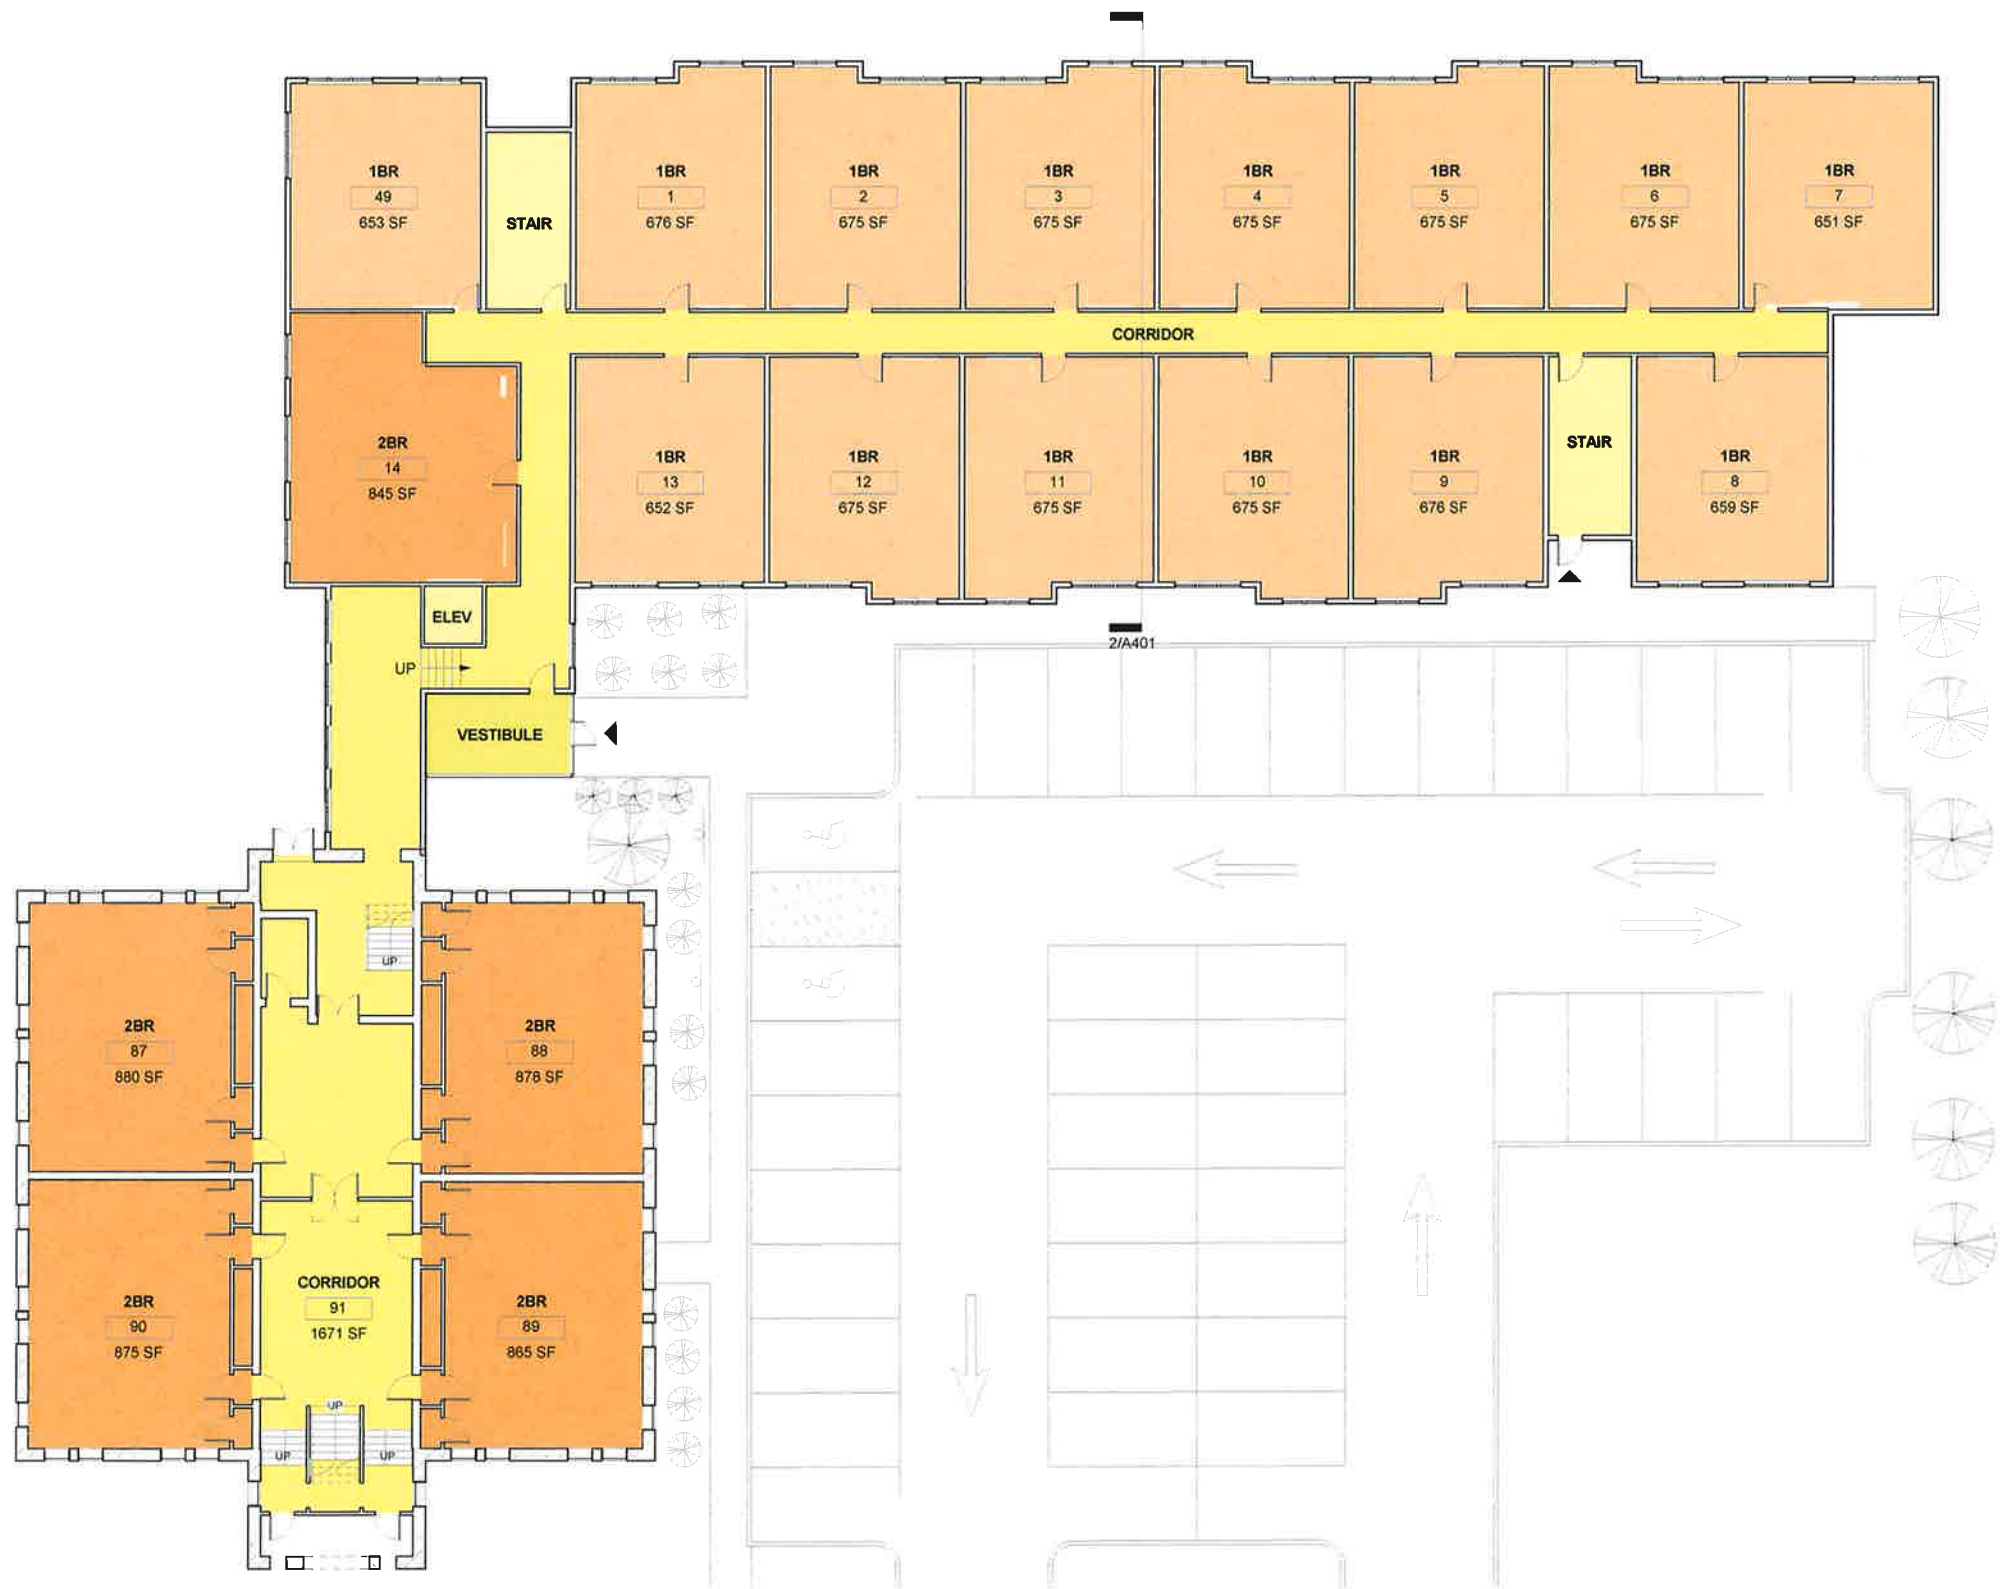 1BR
49
653 SF
STAIR
1BR
1
676 SF
1BR
2
675 SF
1BR
3
675 SF
1BR
4
675 SF
1BR
5
675 SF
1BR
6
675 SF
1BR
7
651 SF
CORRIDOR
2BR
14
845 SF
1BR
13
652 SF
1BR
12
675 SF
1BR
11
675 SF
1BR
10
675 SF
1BR
9
676 SF
STAIR
1BR
8
659 SF
ELEV
UP
2/A401
VESTIBULE
UP
2BR
87
880 SF
2BR
88
878 SF
CORRIDOR
91
1671 SF
2BR
90
875 SF
2BR
89
865 SF
UP
UP
UP